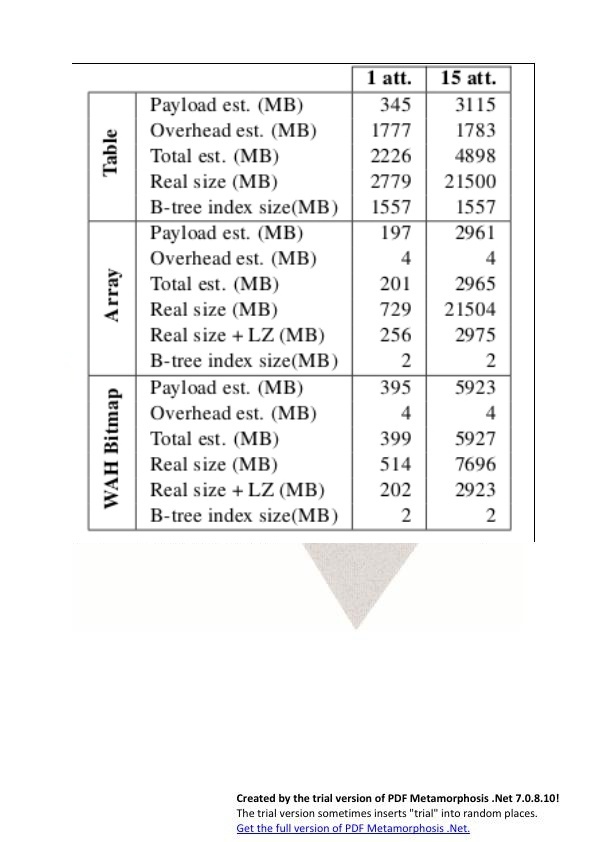 1 att. 15 att.
Table
Payload est. (MB) 345 3115
Overhead est. (MB) 1777 1783
Total est. (MB) 2226 4898
Real size (MB) 2779 21500
B-tree index size(MB) 1557 1557
Array
Payload est. (MB) 197 2961
Overhead est. (MB) 4 4
Total est. (MB) 201 2965
Real size (MB) 729 21504
Real size + LZ (MB) 256 2975
B-tree index size(MB) 2 2
WAH Bitmap
Payload est. (MB) 395 5923
Overhead est. (MB) 4 4
Total est. (MB) 399 5927
Real size (MB) 514 7696
Real size + LZ (MB) 202 2923
B-tree index size(MB) 2 2
Created by the trial version of PDF Metamorphosis .Net 7.0.8.10!
The trial version sometimes inserts "trial" into random places.
Get the full version of PDF Metamorphosis .Net.